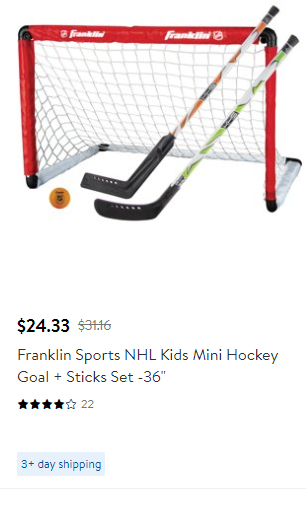 Franklin Franklin
$24.33 $31.16
Franklin Sports NHL Kids Mini Hockey
Goal + Sticks Set -36"
22
3+ day shipping